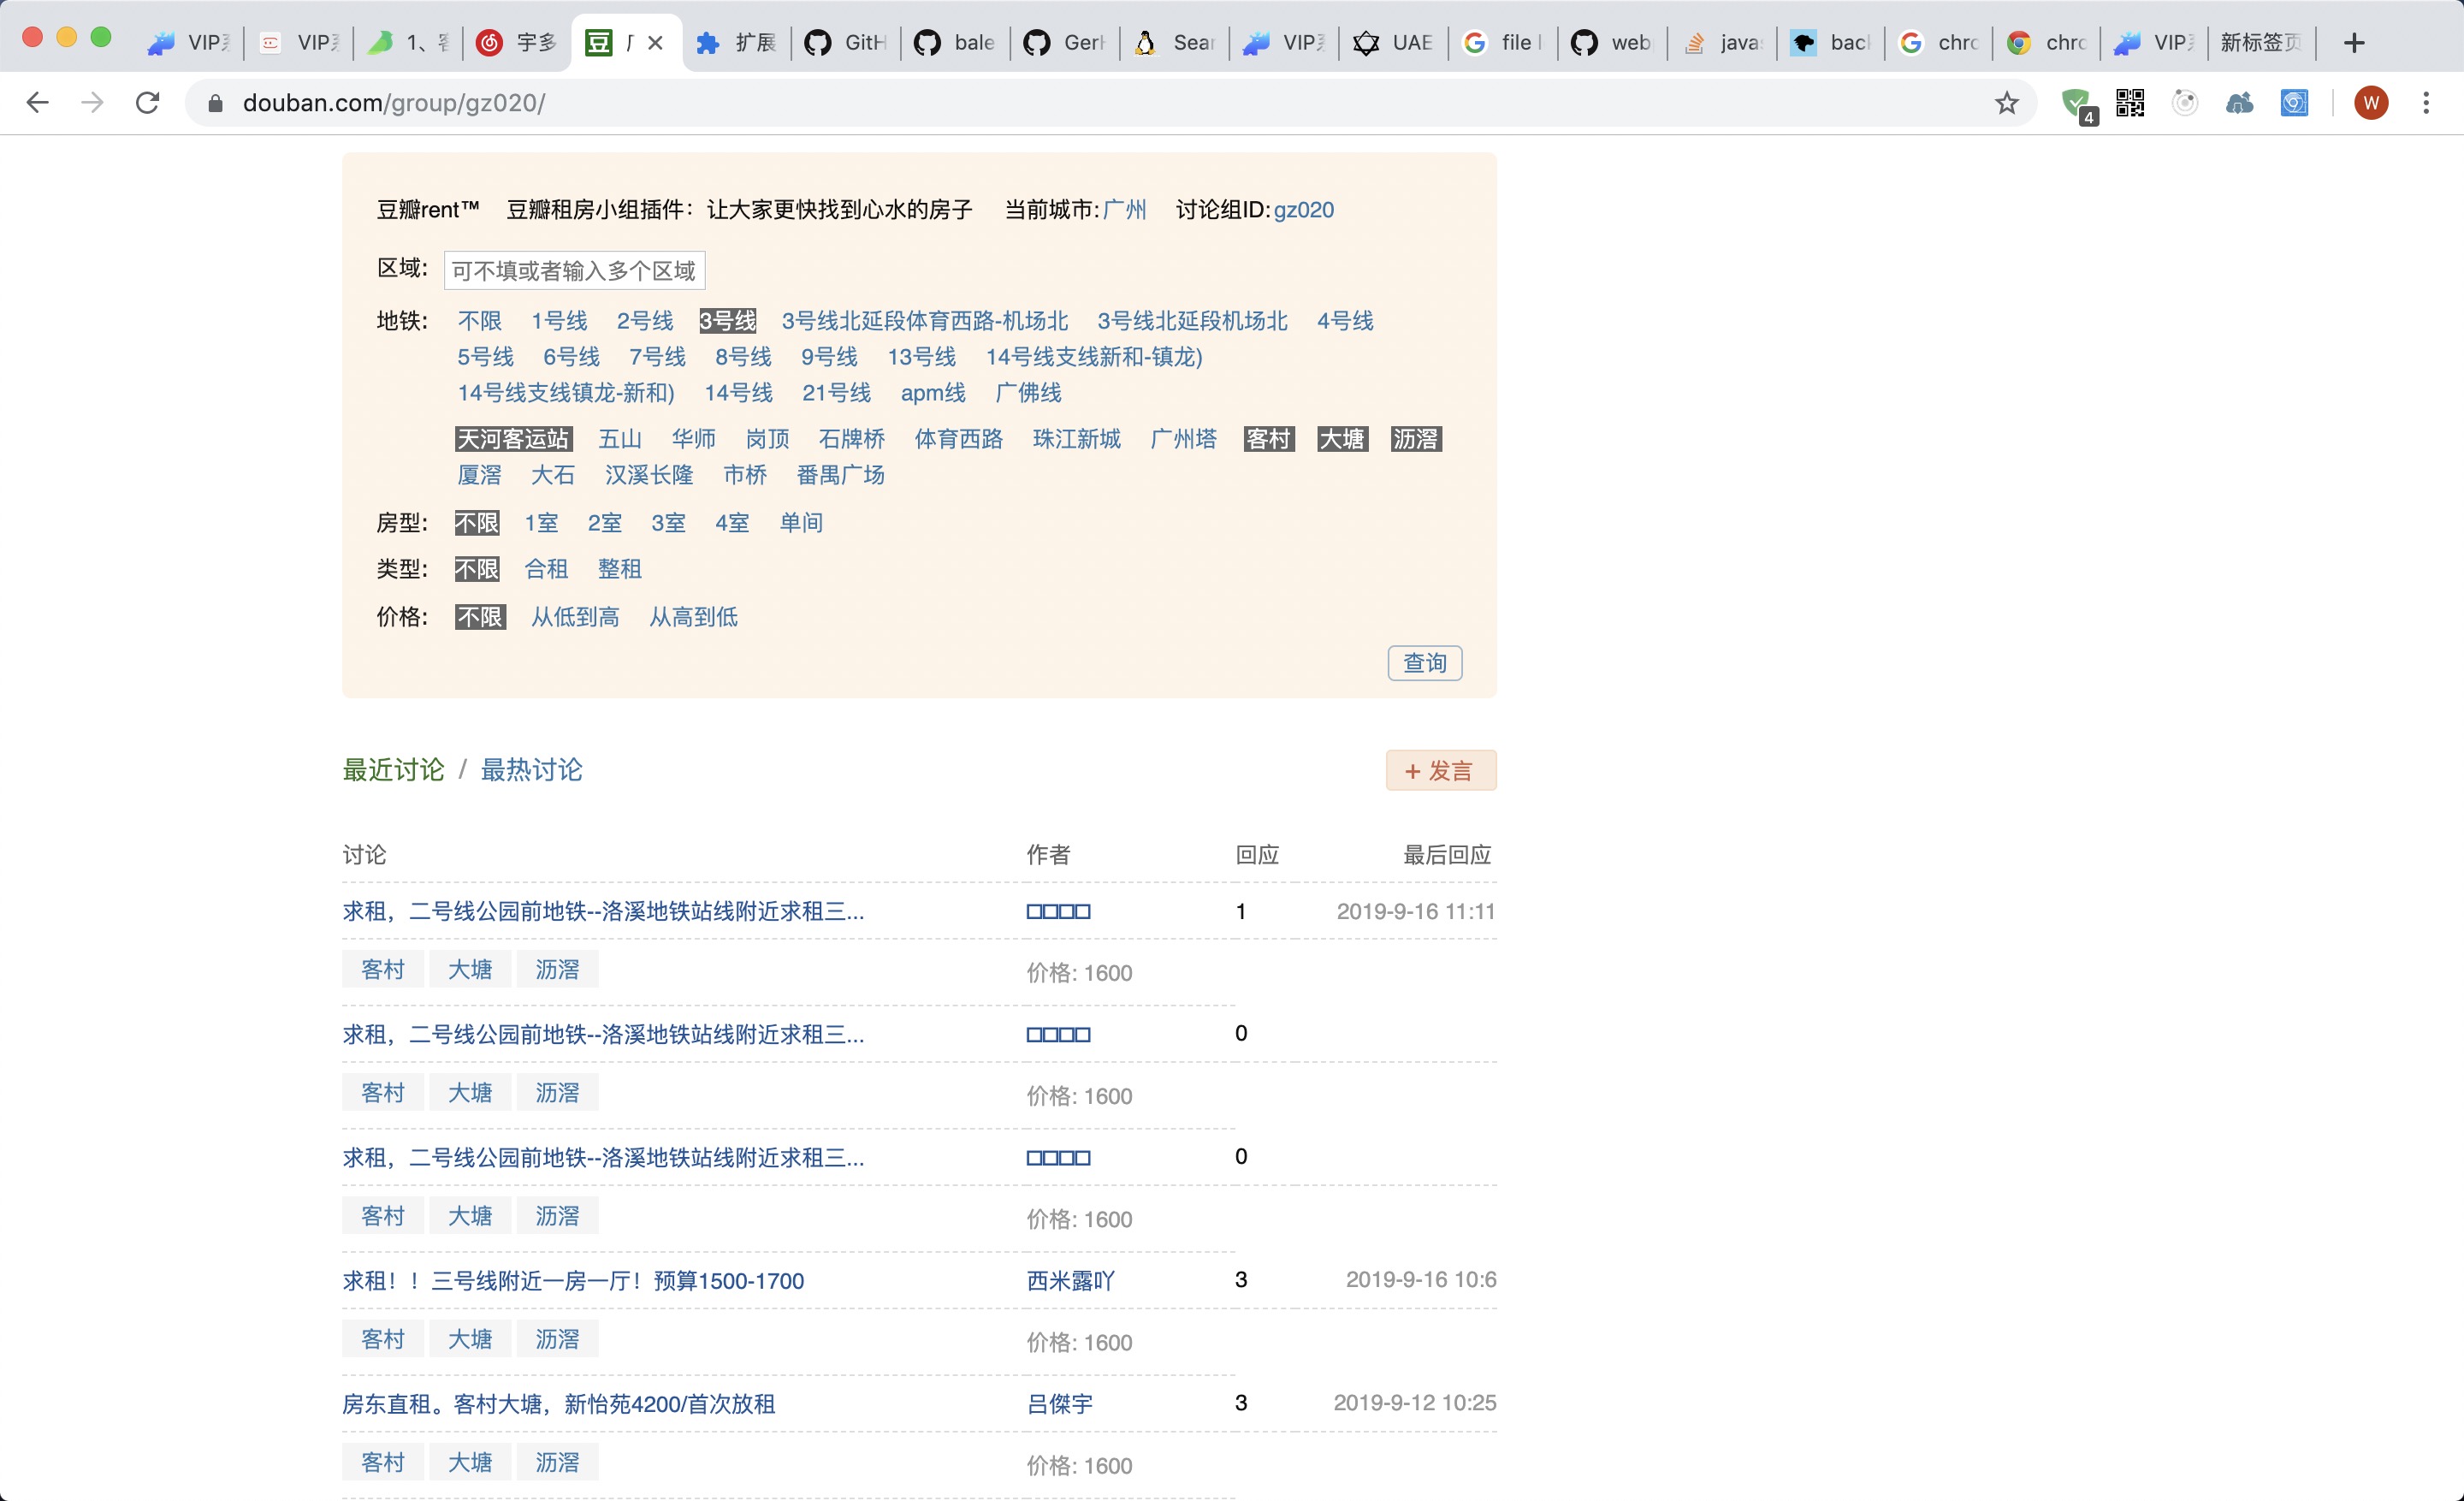 VIP VIP 1、 宇多 扩展 GitH bale Ger Sear VIP UAE file web java bac chro chro VIP 新标签页
douban.com/group/gz020/ 4 W
豆瓣rent™ 豆瓣租房小组插件：让大家更快找到心水的房子 当前城市:广州 讨论组ID:gz020
区域: 可不填或者输入多个区域
地铁: 不限 1号线 2号线 3号线 3号线北延段体育西路-机场北 3号线北延段机场北 4号线
5号线 6号线 7号线 8号线 9号线 13号线 14号线支线新和-镇龙)
14号线支线镇龙-新和) 14号线 21号线 apm线 广佛线
天河客运站 五山 华师 岗顶 石牌桥 体育西路 珠江新城 广州塔 客村 大塘 沥滘
厦滘 大石 汉溪长隆 市桥 番禺广场
房型: 不限 1室 2室 3室 4室 单间
类型: 不限 合租 整租
价格: 不限 从低到高 从高到低
查询
最近讨论 / 最热讨论 + 发言
讨论 作者 回应 最后回应
求租，二号线公园前地铁--洛溪地铁站线附近求租三... □□□□ 1 2019-9-16 11:11
客村 大塘 沥滘 价格: 1600
求租，二号线公园前地铁--洛溪地铁站线附近求租三... □□□□ 0
客村 大塘 沥滘 价格: 1600
求租，二号线公园前地铁--洛溪地铁站线附近求租三... □□□□ 0
客村 大塘 沥滘 价格: 1600
求租！！三号线附近一房一厅！预算1500-1700 西米露吖 3 2019-9-16 10:6
客村 大塘 沥滘 价格: 1600
房东直租。客村大塘，新怡苑4200/首次放租 吕傑宇 3 2019-9-12 10:25
客村 大塘 沥滘 价格: 1600